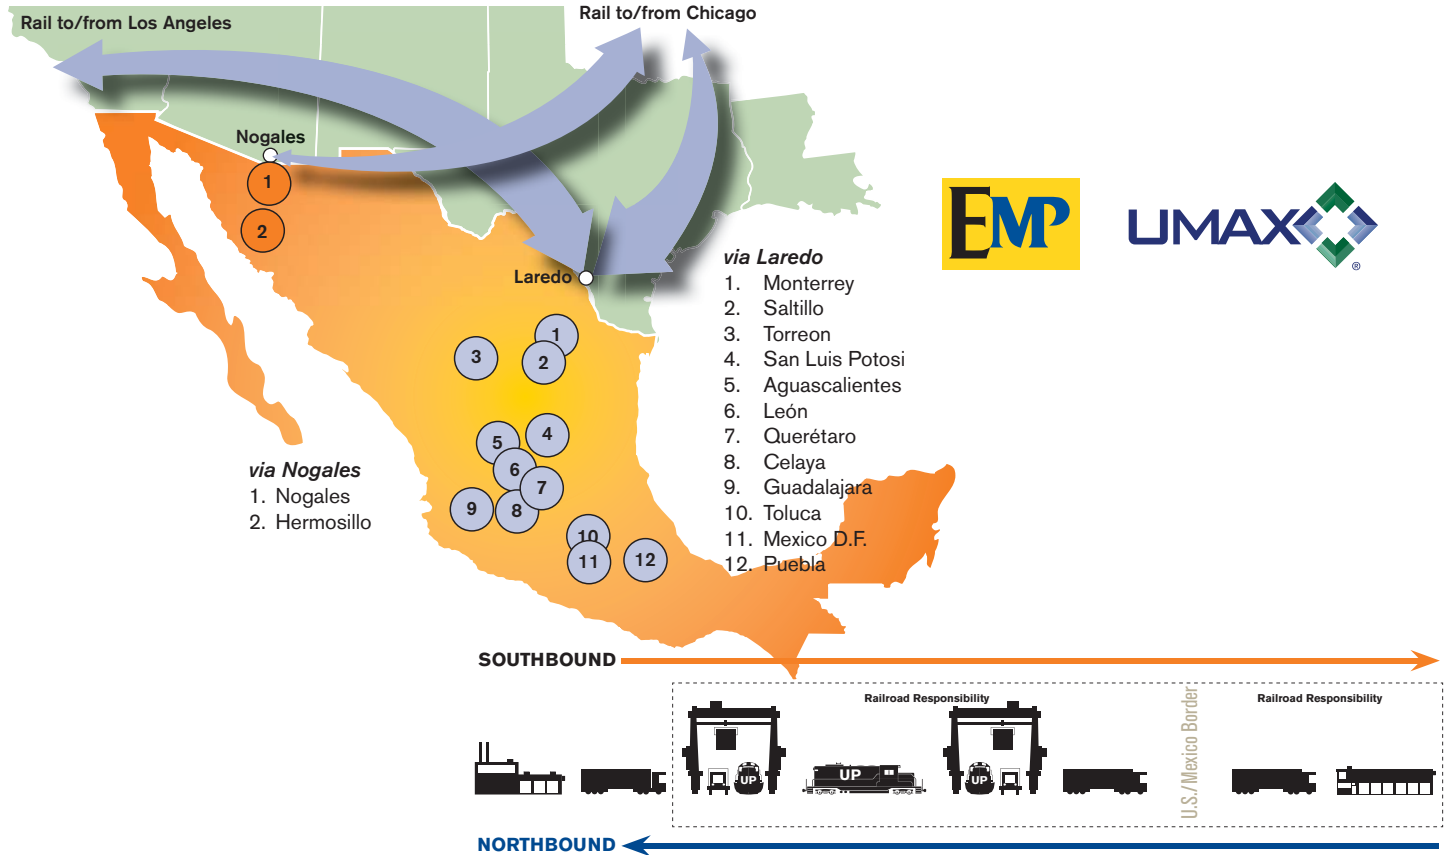 Rail to/from Los Angeles
Rail to/from Chicago
Nogales
1
2
Laredo
1
2
3
4
5
6
7
8
9
10
11
12
via Nogales
1. Nogales
2. Hermosillo
via Laredo
1. Monterrey
2. Saltillo
3. Torreon
4. San Luis Potosi
5. Aguascalientes
6. León
7. Querétaro
8. Celaya
9. Guadalajara
10. Toluca
11. Mexico D.F.
12. Puebla
EMP
UMAX
®
SOUTHBOUND
Railroad Responsibility
U.S./Mexico Border
Railroad Responsibility
UP
UP
UP
NORTHBOUND